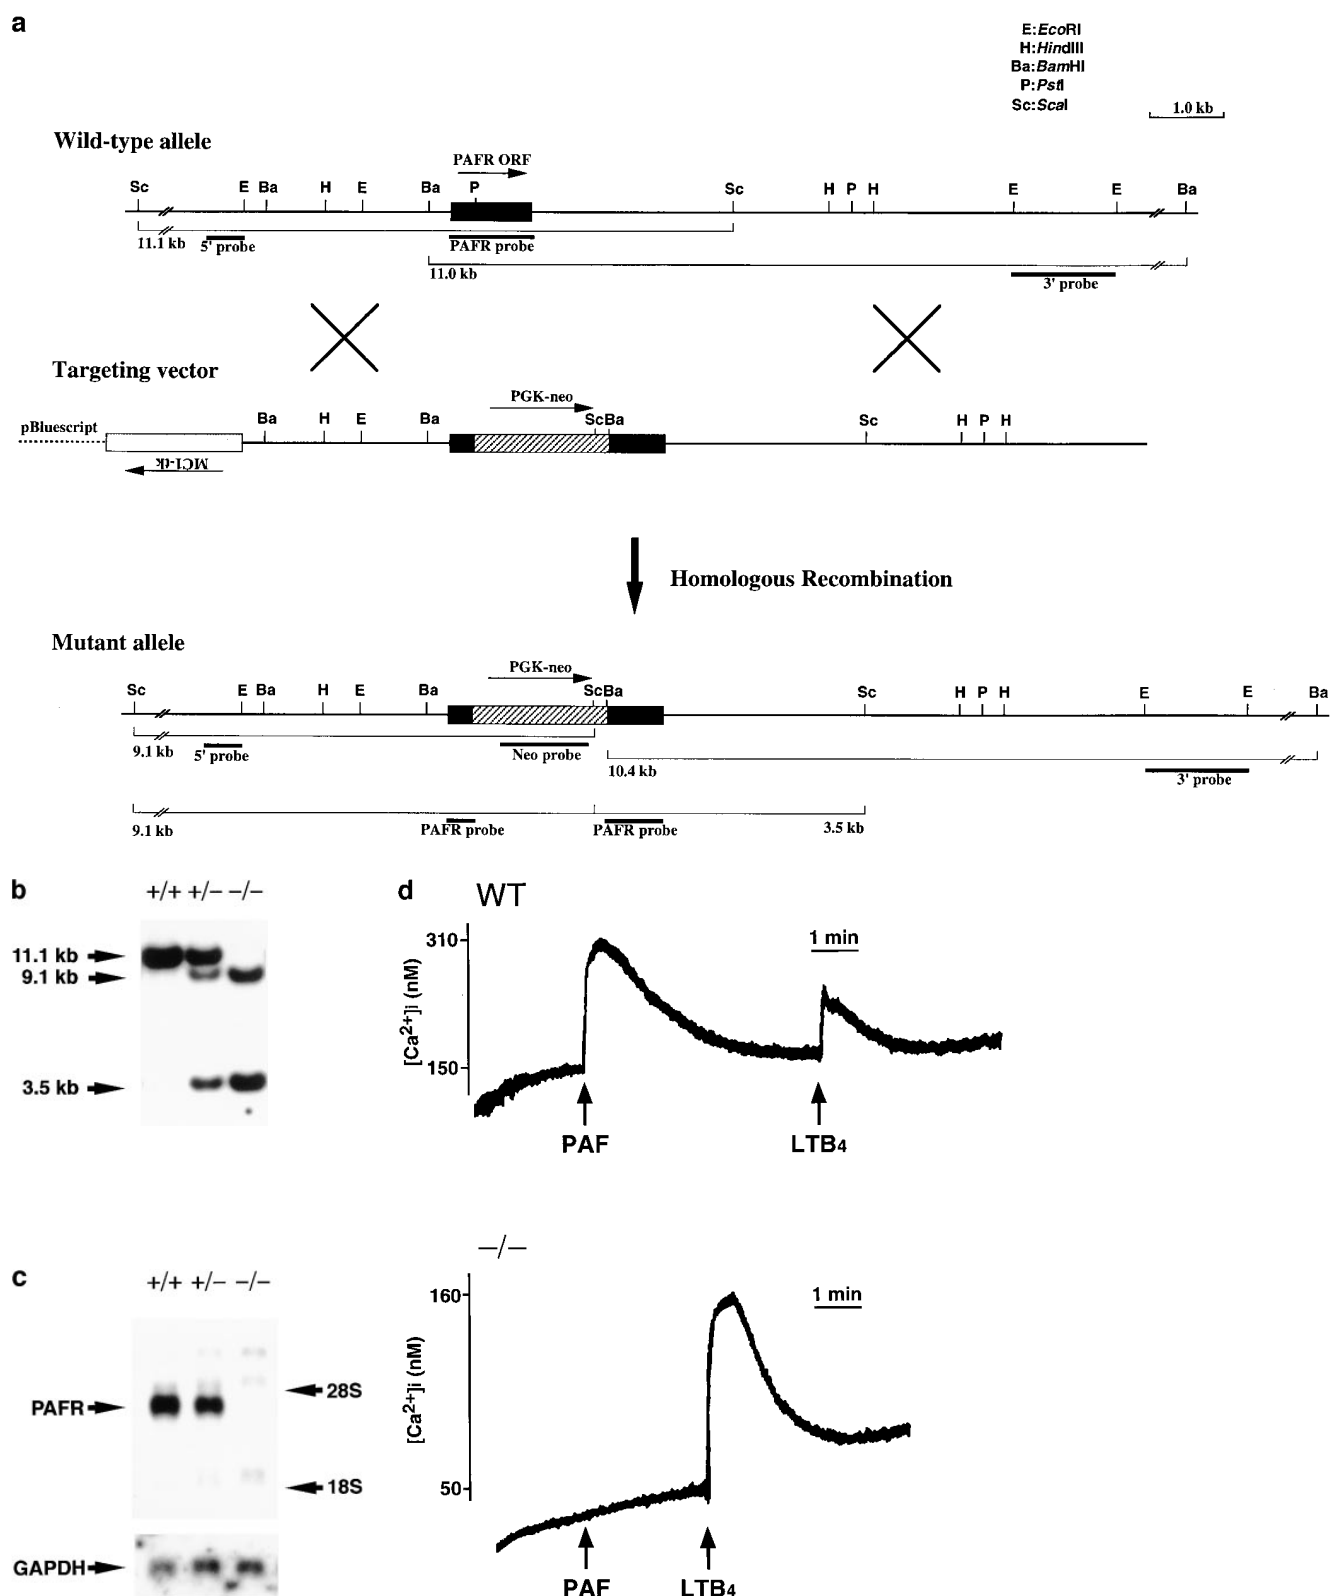 a
E:EcoRI
H:HindIII
Ba:BamHI
P:PstI
Sc:ScaI
1.0 kb
Wild-type allele
PAFR ORF
Sc E Ba H E Ba P Sc H P H E E Ba
11.1 kb 5' probe PAFR probe
11.0 kb
3' probe
Targeting vector
PGK-neo
pBluescript Ba H E Ba ScBa Sc H P H
MC1-tk
Homologous Recombination
Mutant allele
PGK-neo
Sc E Ba H E Ba ScBa Sc H P H E E Ba
9.1 kb 5' probe Neo probe
10.4 kb
3' probe
9.1 kb PAFR probe PAFR probe 3.5 kb
b
+/+ +/− −/−
11.1 kb
9.1 kb
3.5 kb
d
WT
310
1 min
[Ca2+]i (nM)
150
PAF LTB4
c
+/+ +/− −/−
28S
PAFR
18S
GAPDH
−/−
160
1 min
[Ca2+]i (nM)
50
PAF LTB4